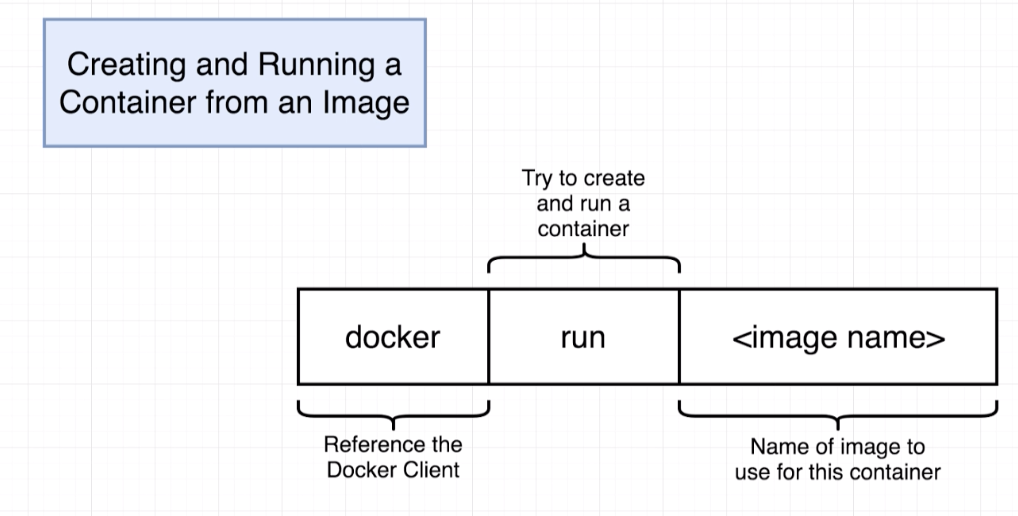 Creating and Running a
Container from an Image
Try to create
and run a
container
docker
run
<image name>
Reference the
Docker Client
Name of image to
use for this container